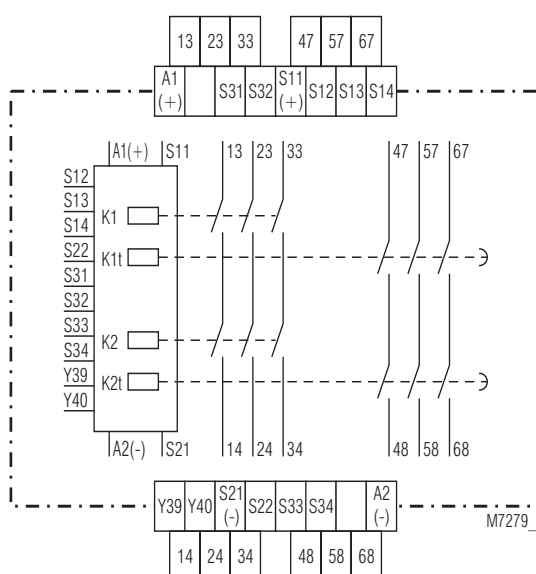 13 23 33 47 57 67
A1 (+) S31 S32 S11 (+) S12 S13 S14
A1(+) S11 13 23 33 47 57 67
S12
S13
K1
S14
S22
K1t
S31
S32
S33
K2
S34
Y39
K2t
Y40
A2(-) S21 14 24 34 48 58 68
Y39 Y40 S21 (-) S22 S33 S34 A2 (-)
M7279_
14 24 34 48 58 68